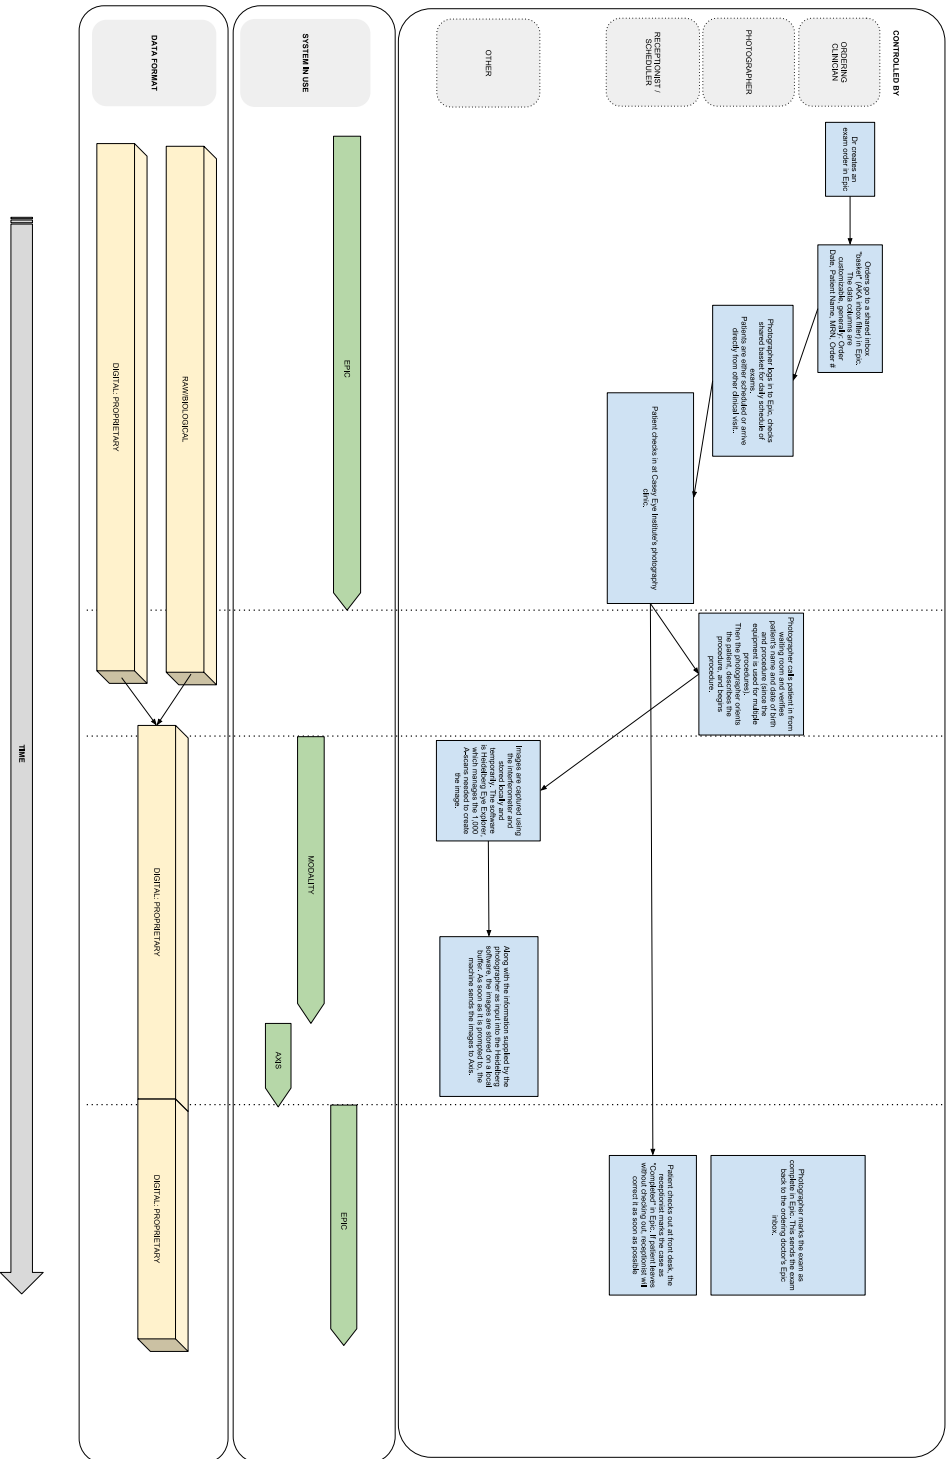 CONTROLLED BY
ORDERING
CLINICIAN
Dr creates an
exam order in Epic
Orders go to a shared inbox
"basket" (AKA inbox filter) in Epic.
The data columns are
customizable, generally: Order
Date, Patient Name, MRN, Order #
PHOTOGRAPHER
Photographer logs in to Epic, checks
shared basket for daily schedule of
exams.
Patients are either scheduled or arrive
directly from other clinical visit..
Photographer calls patient in from
waiting room and verifies
patient's name and date of birth
and procedure (since the
equipment is used for multiple
procedures).
Then the photographer orients
the patient, describes the
procedure, and begins
procedure.
Photographer marks the exam as
complete in Epic. This sends the exam
back to the ordering doctor's Epic
inbox.
RECEPTIONIST /
SCHEDULER
Patient checks in at Casey Eye Institute's photography
clinic.
Patient checks out at front desk, the
receptionist marks the case as
"Completed" in Epic. If patient leaves
without checking out, receptionist will
correct it as soon as possible
OTHER
Images are captured using
the interferometer and
stored locally and
temporarily. The software
is Heidelberg Eye Explorer,
which manages the 1,000
A-scans needed to create
the image.
Along with the information supplied by the
photographer as input into the Heidelberg
software, the images are stored on a local
buffer. As soon as it is prompted to, the
machine sends the images to Axis.
SYSTEM IN USE
EPIC
MODALITY
AXIS
EPIC
DATA FORMAT
RAW/BIOLOGICAL
DIGITAL: PROPRIETARY
DIGITAL: PROPRIETARY
DIGITAL: PROPRIETARY
TIME